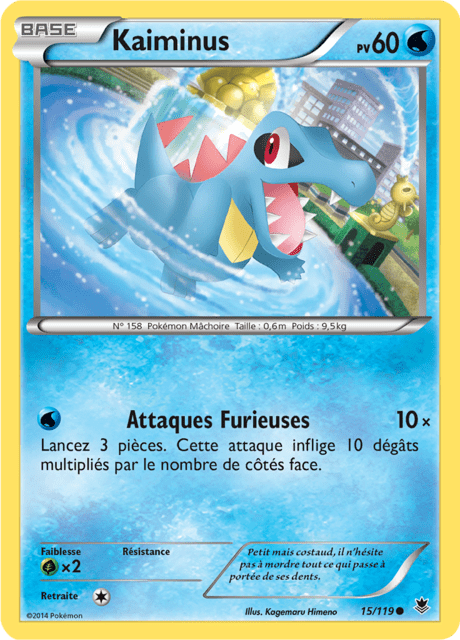 BASE
Kaiminus
PV60
N° 158 Pokémon Mâchoire Taille : 0,6m Poids : 9,5kg
Attaques Furieuses 10×
Lancez 3 pièces. Cette attaque inflige 10 dégâts
multipliés par le nombre de côtés face.
Faiblesse Résistance
×2
Retraite
Petit mais costaud, il n'hésite
pas à mordre tout ce qui passe à
portée de ses dents.
©2014 Pokémon
Illus. Kagemaru Himeno
15/119